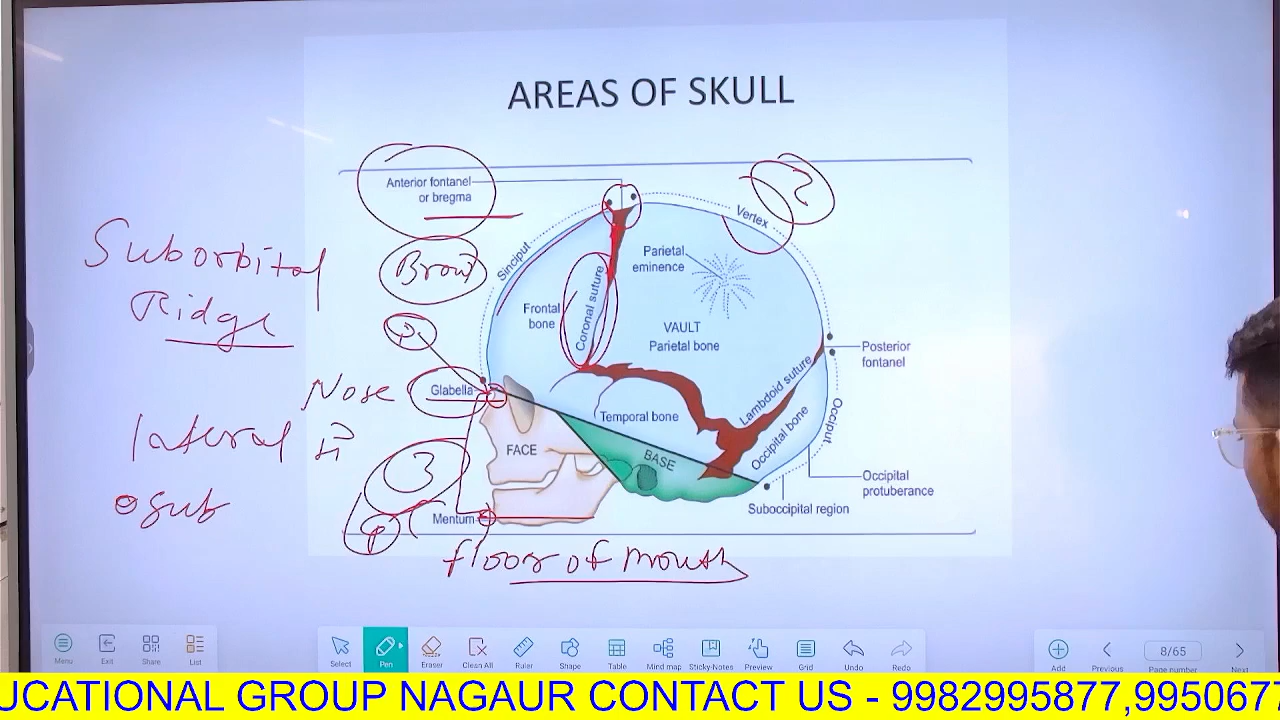 AREAS OF SKULL
Anterior fontanel
or bregma
2
Vertex
Suborbital
Ridge
Brow
Sinciput
Parietal
eminence
Coronal suture
Frontal
bone
VAULT
Parietal bone
Posterior
fontanel
Lambdoid suture
Nose
Glabella
Temporal bone
Occipital bone
Occiput
lateral
FACE
BASE
3
sub
Occipital
protuberance
Suboccipital region
Mentum
floor of mouth
Menu
Exit
Share
List
Select
Pen
Eraser
Clean All
Ruler
Shape
Table
Mind map
Sticky-Notes
Preview
Grid
Undo
Redo
Add
Previous
8/65
Page number
Next
UCATIONAL GROUP NAGAUR CONTACT US - 9982995877,995067